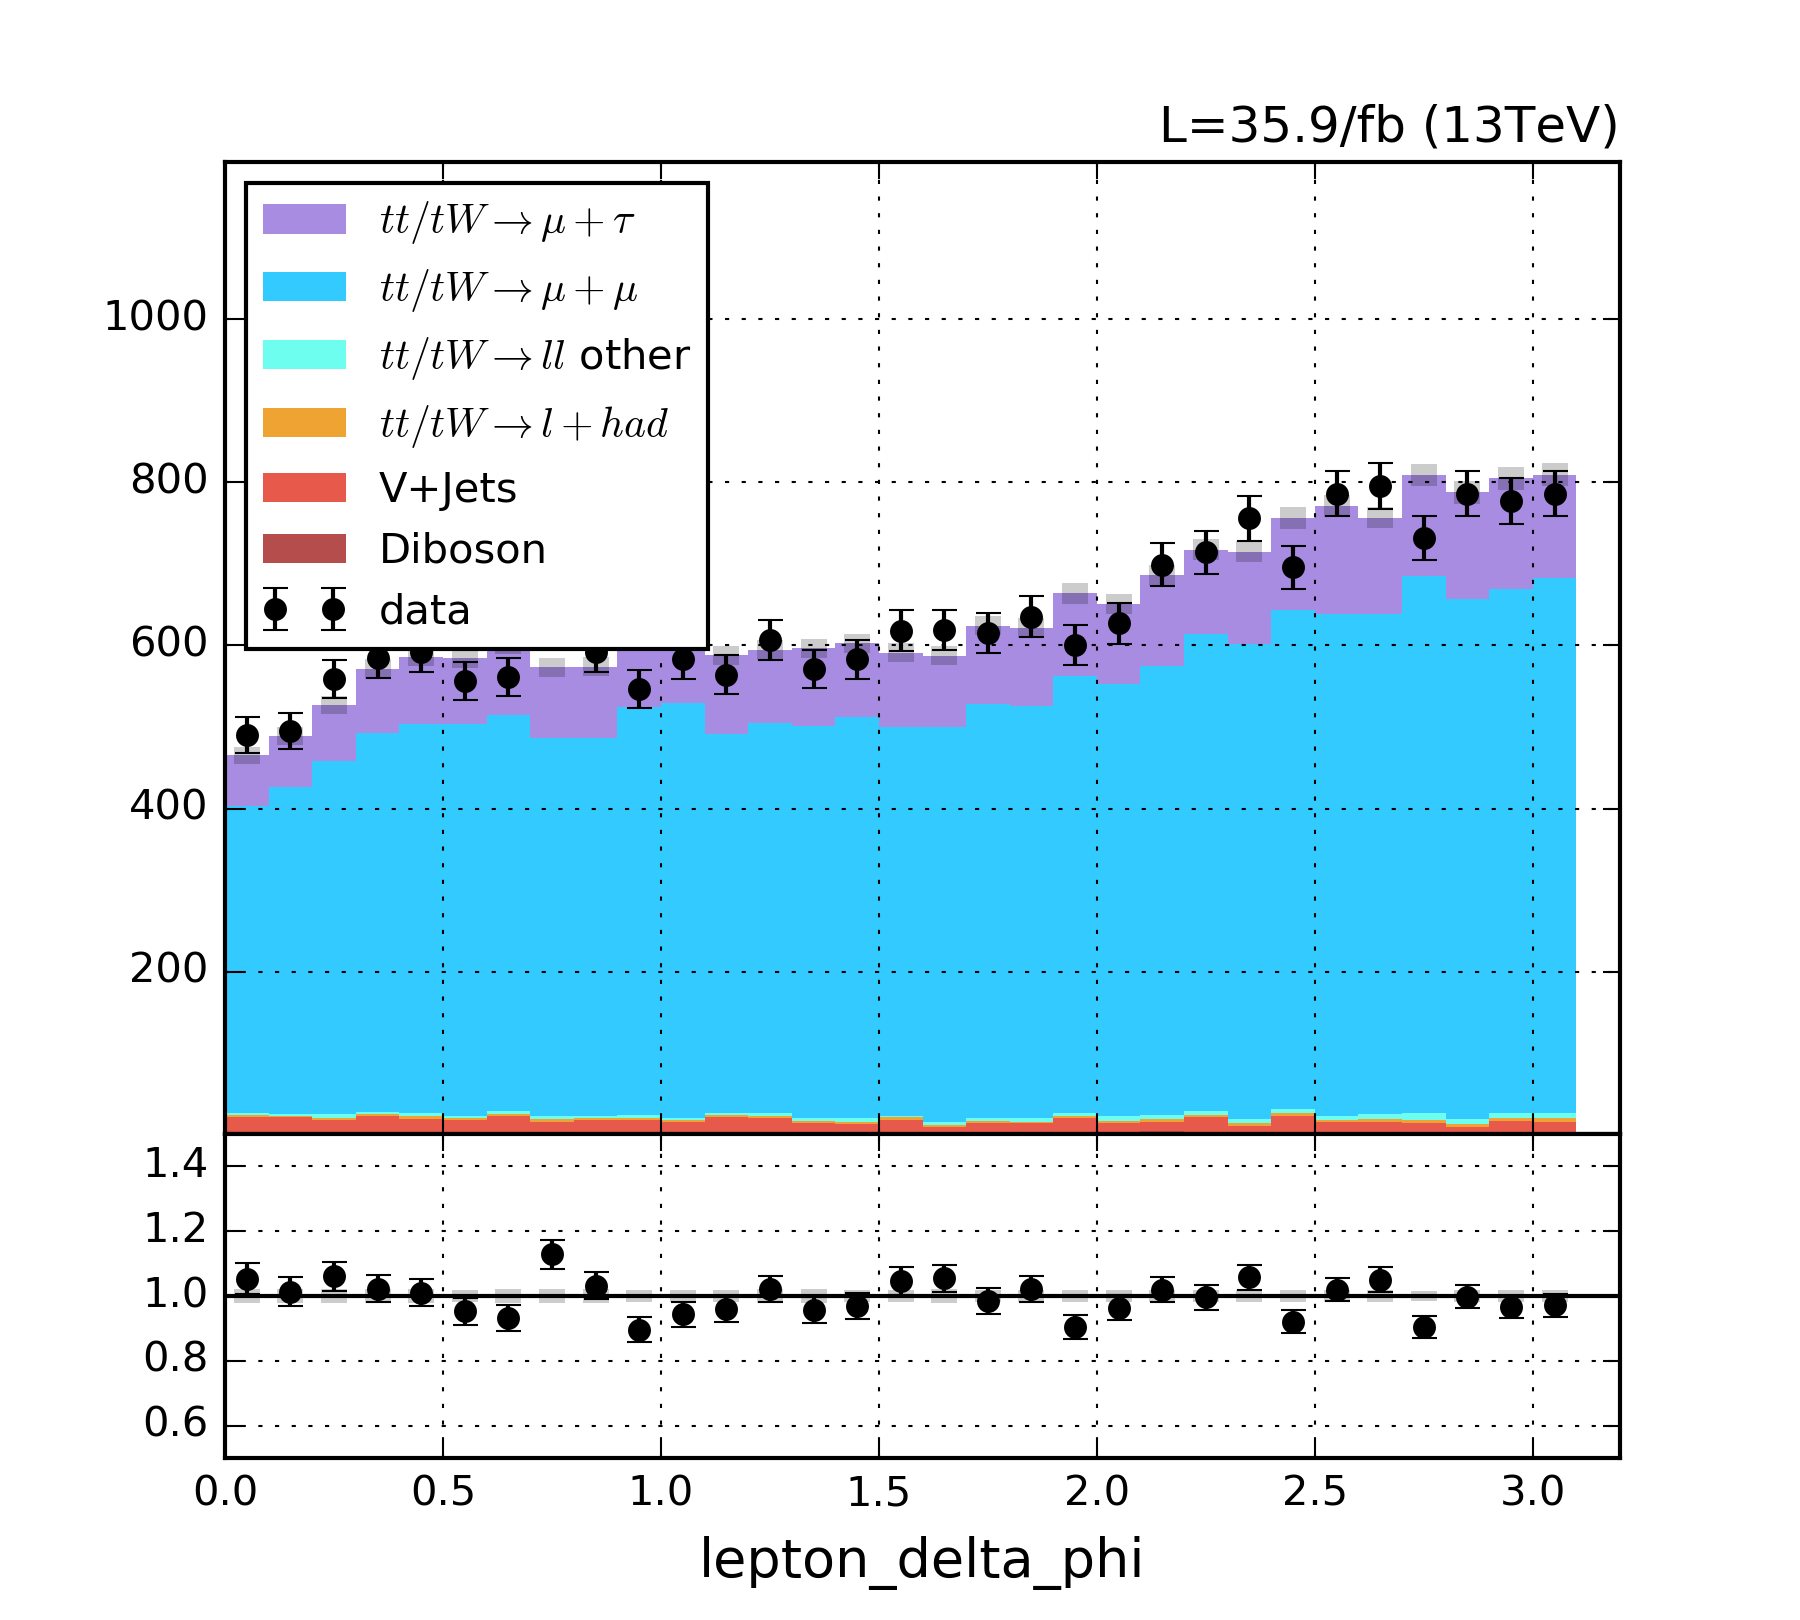 L=35.9/fb (13TeV)
tt/tW→μ+τ
tt/tW→μ+μ
tt/tW→ll other
tt/tW→l+had
V+Jets
Diboson
data
1000
800
600
400
200
1.4
1.2
1.0
0.8
0.6
0.0 0.5 1.0 1.5 2.0 2.5 3.0
lepton_delta_phi